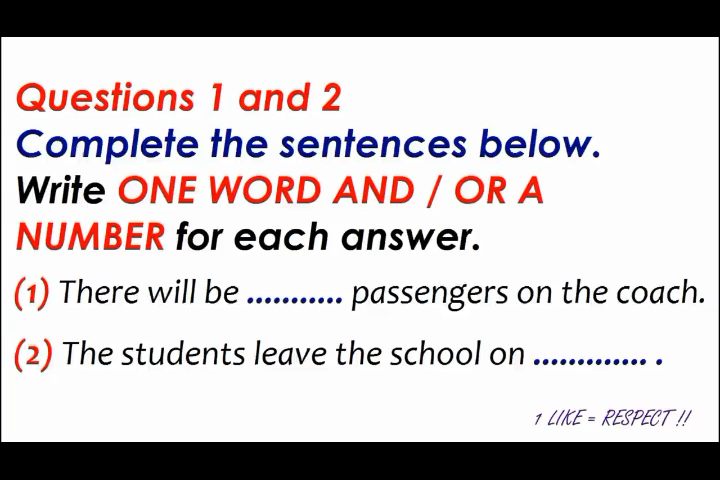 Questions 1 and 2
Complete the sentences below.
Write ONE WORD AND / OR A
NUMBER for each answer.
(1) There will be ........... passengers on the coach.
(2) The students leave the school on ............. .
1 LIKE = RESPECT !!